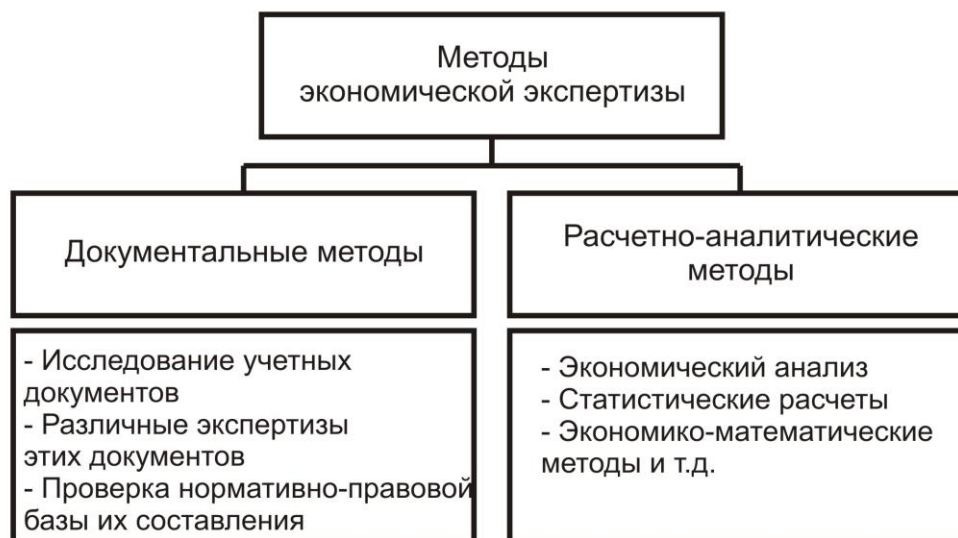 Методы
экономической экспертизы
Документальные методы
Расчетно-аналитические
методы
- Исследование учетных
документов
- Различные экспертизы
этих документов
- Проверка нормативно-правовой
базы их составления
- Экономический анализ
- Статистические расчеты
- Экономико-математические
методы и т.д.